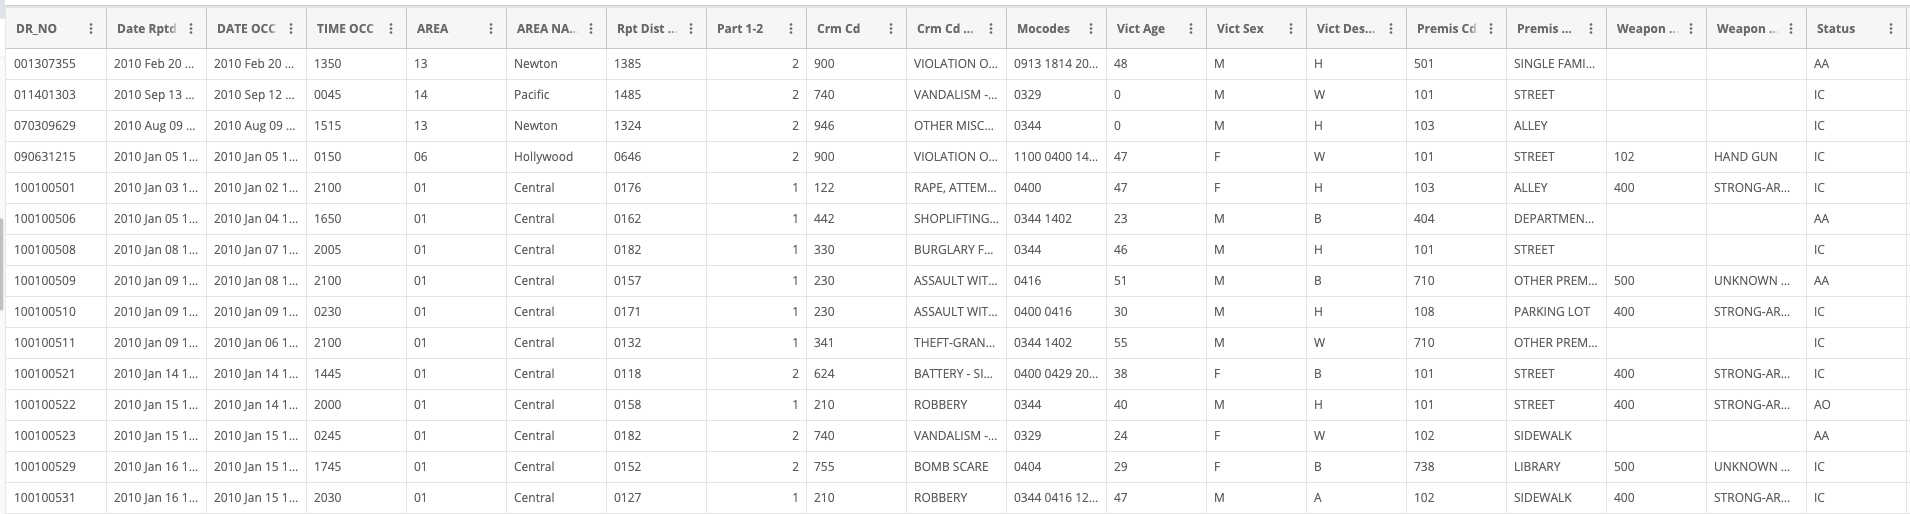 DR_NO Date Rptd DATE OCC TIME OCC AREA AREA NA... Rpt Dist ... Part 1-2 Crm Cd Crm Cd ... Mocodes Vict Age Vict Sex Vict Des... Premis Cd Premis ... Weapon ... Weapon ... Status
001307355 2010 Feb 20 ... 2010 Feb 20 ... 1350 13 Newton 1385 2 900 VIOLATION O... 0913 1814 20... 48 M H 501 SINGLE FAMI... AA
011401303 2010 Sep 13 ... 2010 Sep 12 ... 0045 14 Pacific 1485 2 740 VANDALISM -... 0329 0 M W 101 STREET IC
070309629 2010 Aug 09 ... 2010 Aug 09 ... 1515 13 Newton 1324 2 946 OTHER MISC... 0344 0 M H 103 ALLEY IC
090631215 2010 Jan 05 1... 2010 Jan 05 1... 0150 06 Hollywood 0646 2 900 VIOLATION O... 1100 0400 14... 47 F W 101 STREET 102 HAND GUN IC
100100501 2010 Jan 03 1... 2010 Jan 02 1... 2100 01 Central 0176 1 122 RAPE, ATTEM... 0400 47 F H 103 ALLEY 400 STRONG-AR... IC
100100506 2010 Jan 05 1... 2010 Jan 04 1... 1650 01 Central 0162 1 442 SHOPLIFTING... 0344 1402 23 M B 404 DEPARTMEN... AA
100100508 2010 Jan 08 1... 2010 Jan 07 1... 2005 01 Central 0182 1 330 BURGLARY F... 0344 46 M H 101 STREET IC
100100509 2010 Jan 09 1... 2010 Jan 08 1... 2100 01 Central 0157 1 230 ASSAULT WIT... 0416 51 M B 710 OTHER PREM... 500 UNKNOWN ... AA
100100510 2010 Jan 09 1... 2010 Jan 09 1... 0230 01 Central 0171 1 230 ASSAULT WIT... 0400 0416 30 M H 108 PARKING LOT 400 STRONG-AR... IC
100100511 2010 Jan 09 1... 2010 Jan 06 1... 2100 01 Central 0132 1 341 THEFT-GRAN... 0344 1402 55 M W 710 OTHER PREM... IC
100100521 2010 Jan 14 1... 2010 Jan 14 1... 1445 01 Central 0118 2 624 BATTERY - SI... 0400 0429 20... 38 F B 101 STREET 400 STRONG-AR... IC
100100522 2010 Jan 15 1... 2010 Jan 14 1... 2000 01 Central 0158 1 210 ROBBERY 0344 40 M H 101 STREET 400 STRONG-AR... AO
100100523 2010 Jan 15 1... 2010 Jan 15 1... 0245 01 Central 0182 2 740 VANDALISM -... 0329 24 F W 102 SIDEWALK AA
100100529 2010 Jan 16 1... 2010 Jan 15 1... 1745 01 Central 0152 2 755 BOMB SCARE 0404 29 F B 738 LIBRARY 500 UNKNOWN ... IC
100100531 2010 Jan 16 1... 2010 Jan 15 1... 2030 01 Central 0127 1 210 ROBBERY 0344 0416 12... 47 M A 102 SIDEWALK 400 STRONG-AR... IC